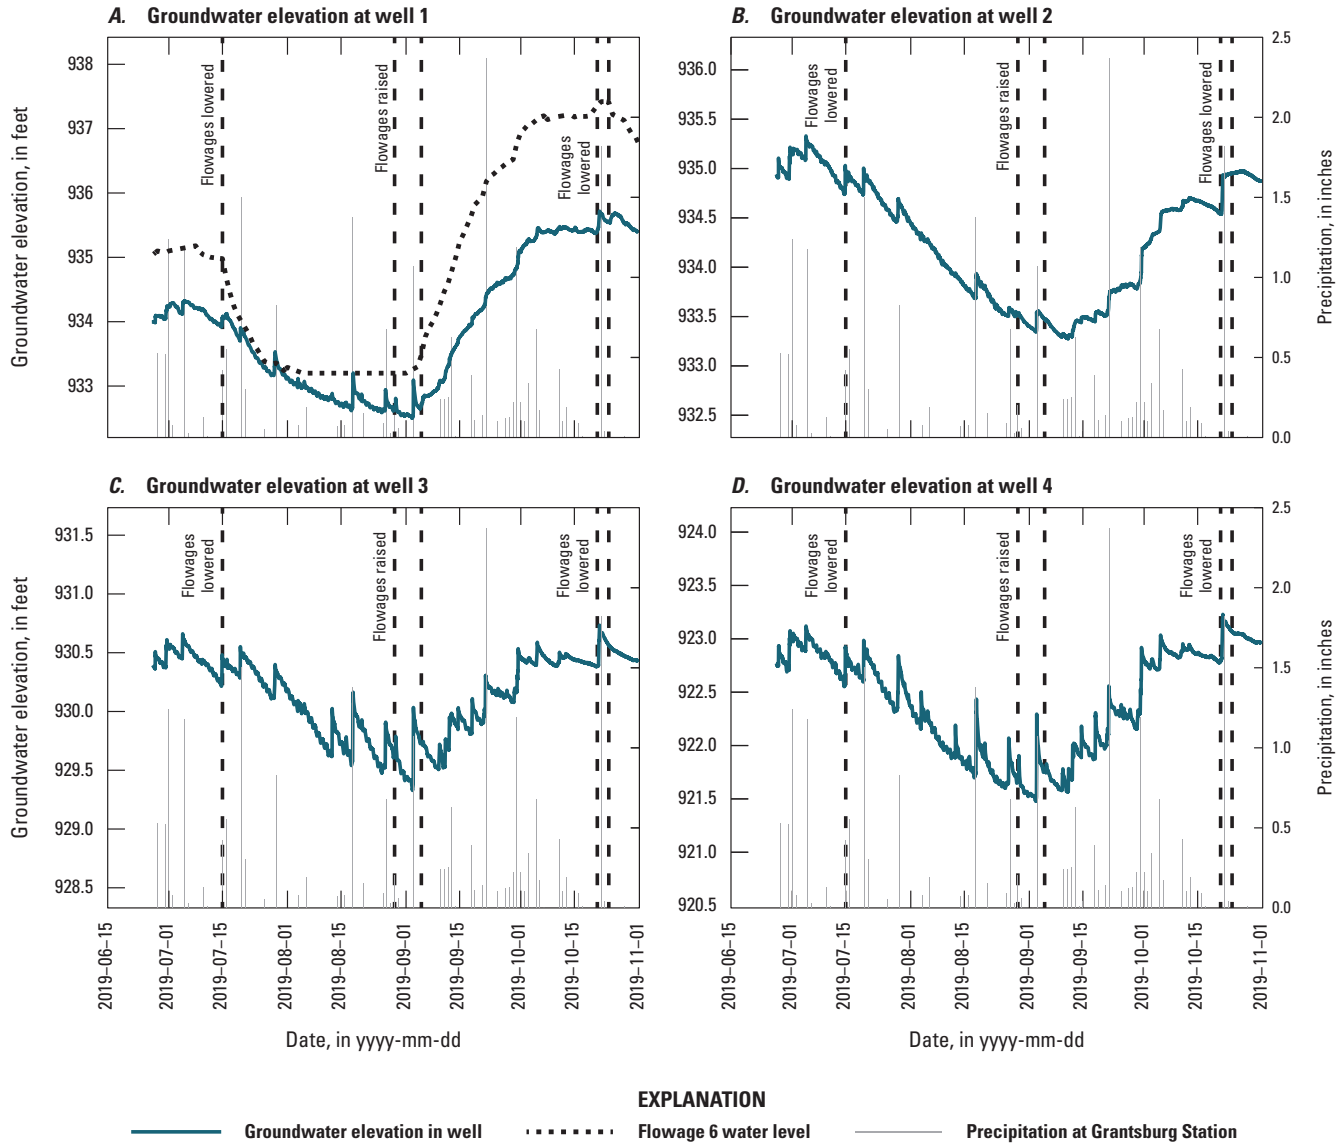 A. Groundwater elevation at well 1
B. Groundwater elevation at well 2
Groundwater elevation, in feet
938
937
936
935
934
933
Flowages lowered
Flowages raised
Flowages
lowered
936.0
935.5
935.0
934.5
934.0
933.5
933.0
932.5
Flowages
lowered
Flowages raised
Flowages lowered
2.5
2.0
1.5
1.0
0.5
0.0
Precipitation, in inches
C. Groundwater elevation at well 3
D. Groundwater elevation at well 4
Groundwater elevation, in feet
931.5
931.0
930.5
930.0
929.5
929.0
928.5
Flowages
lowered
Flowages raised
Flowages
lowered
924.0
923.5
923.0
922.5
922.0
921.5
921.0
920.5
Flowages
lowered
Flowages raised
Flowages
lowered
2.5
2.0
1.5
1.0
0.5
0.0
Precipitation, in inches
2019–06–15
2019–07–01
2019–07–15
2019–08–01
2019–08–15
2019–09–01
2019–09–15
2019–10–01
2019–10–15
2019–11–01
2019–06–15
2019–07–01
2019–07–15
2019–08–01
2019–08–15
2019–09–01
2019–09–15
2019–10–01
2019–10–15
2019–11–01
Date, in yyyy-mm-dd
Date, in yyyy-mm-dd
EXPLANATION
Groundwater elevation in well
Flowage 6 water level
Precipitation at Grantsburg Station